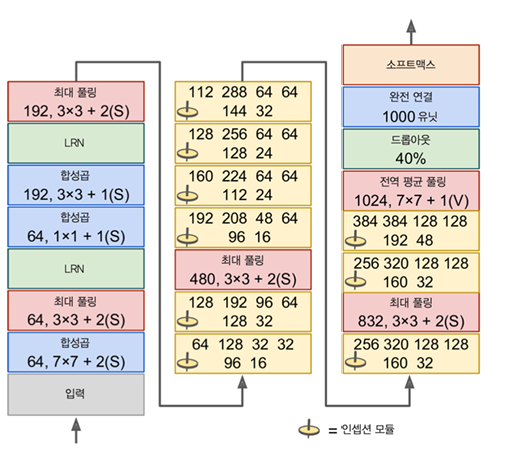 최대 풀링
192, 3×3 + 2(S)
LRN
합성곱
192, 3×3 + 1(S)
합성곱
64, 1×1 + 1(S)
LRN
최대 풀링
64, 3×3 + 2(S)
합성곱
64, 7×7 + 2(S)
입력
112 288 64 64
144 32
128 256 64 64
128 24
160 224 64 64
112 24
192 208 48 64
96 16
최대 풀링
480, 3×3 + 2(S)
128 192 96 64
128 32
64 128 32 32
96 16
소프트맥스
완전 연결
1000 유닛
드롭아웃
40%
전역 평균 풀링
1024, 7×7 + 1(V)
384 384 128 128
192 48
256 320 128 128
160 32
최대 풀링
832, 3×3 + 2(S)
256 320 128 128
160 32
= 인셉션 모듈